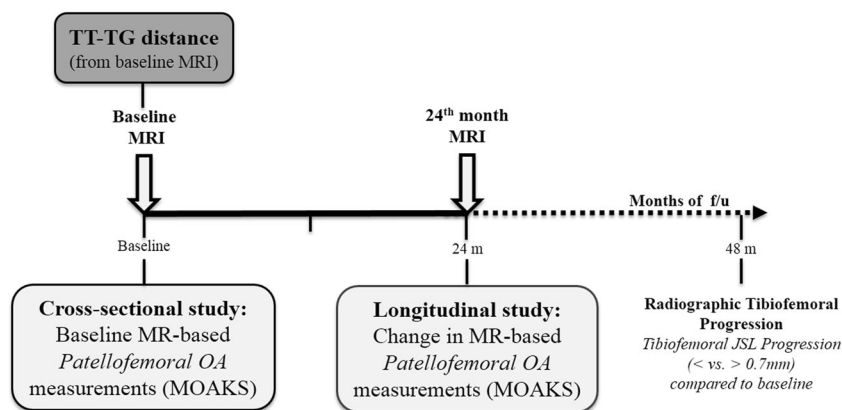 TT-TG distance
(from baseline MRI)
Baseline
MRI
24th month
MRI
Months of f/u
Baseline
24 m
48 m
Cross-sectional study:
Baseline MR-based
Patellofemoral OA
measurements (MOAKS)
Longitudinal study:
Change in MR-based
Patellofemoral OA
measurements (MOAKS)
Radiographic Tibiofemoral
Progression
Tibiofemoral JSL Progression
(< vs. > 0.7mm)
compared to baseline